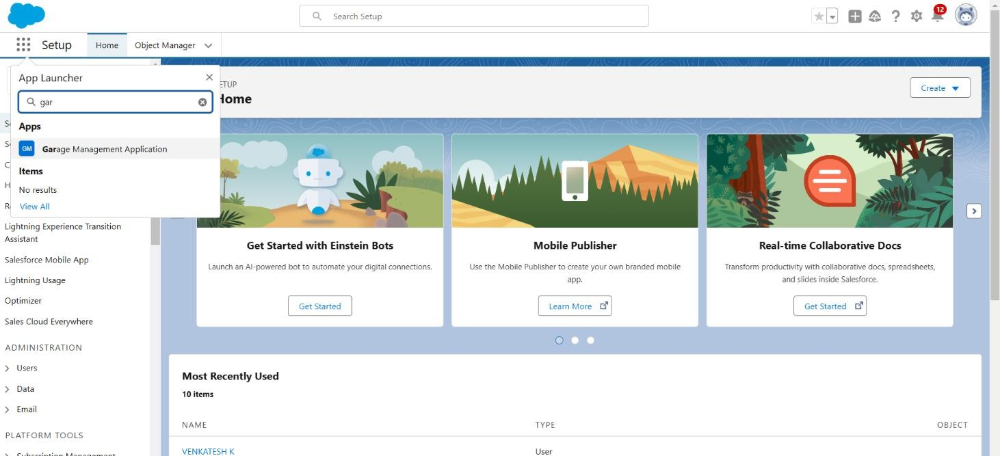 Search Setup
12
Setup
Home
Object Manager
App Launcher
gar
Apps
GM Garage Management Application
Items
No results
View All
ETUP
Home
Create
Lightning Experience Transition
Assistant
Salesforce Mobile App
Lightning Usage
Optimizer
Sales Cloud Everywhere
ADMINISTRATION
Users
Data
Email
PLATFORM TOOLS
Subscription Management
Get Started with Einstein Bots
Launch an AI-powered bot to automate your digital connections.
Get Started
Mobile Publisher
Use the Mobile Publisher to create your own branded mobile
app.
Learn More
Real-time Collaborative Docs
Transform productivity with collaborative docs, spreadsheets,
and slides inside Salesforce.
Get Started
Most Recently Used
10 items
NAME TYPE OBJECT
VENKATESH K User